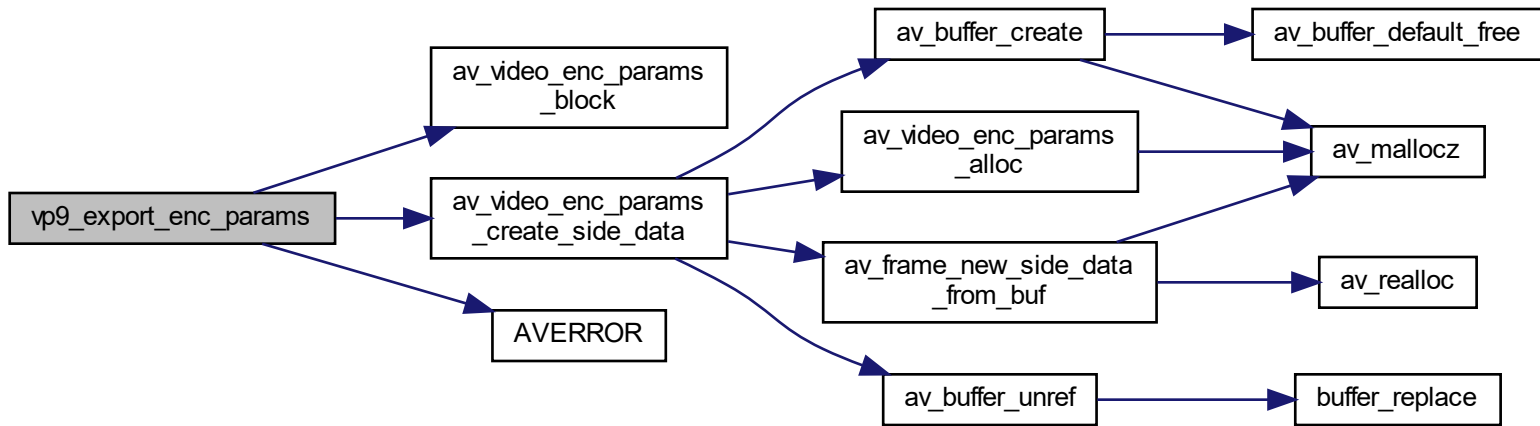 vp9_export_enc_params
av_video_enc_params
_block
av_video_enc_params
_create_side_data
AVERROR
av_buffer_create
av_video_enc_params
_alloc
av_frame_new_side_data
_from_buf
av_buffer_unref
av_buffer_default_free
av_mallocz
av_realloc
buffer_replace